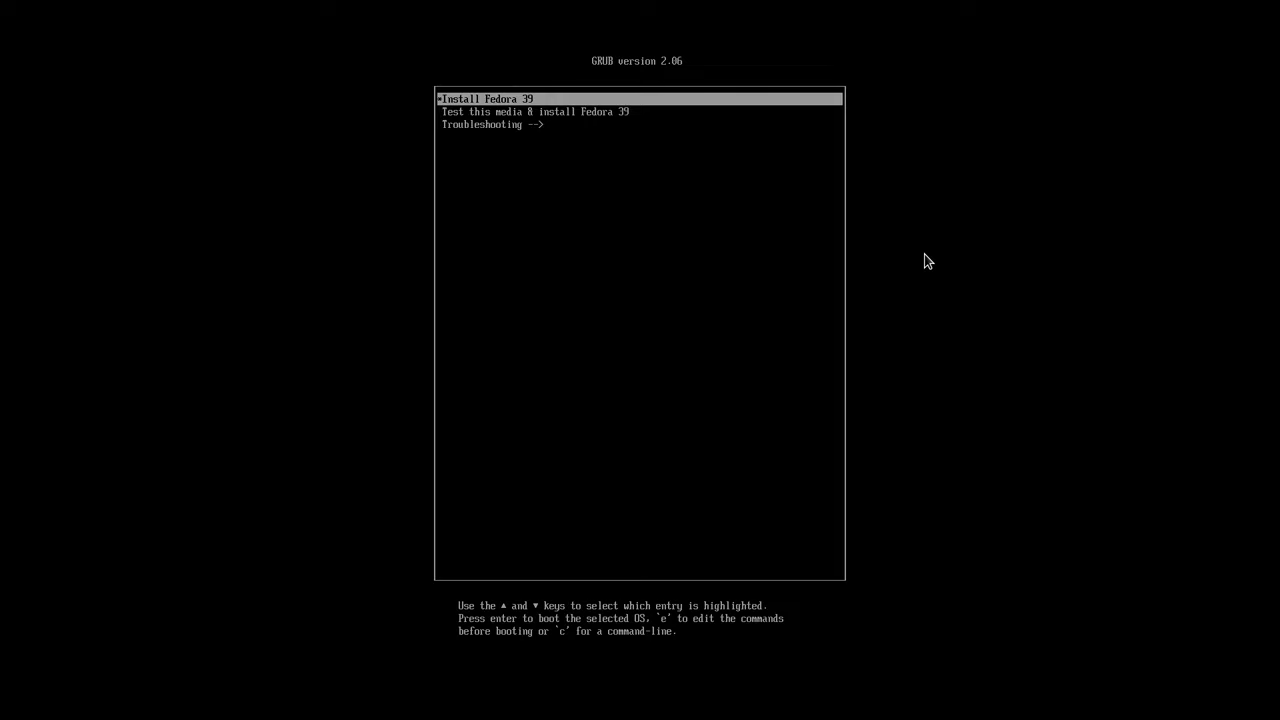 GRUB version 2.06
*Install Fedora 39
Test this media & install Fedora 39
Troubleshooting -->
Use the ▲ and ▼ keys to select which entry is highlighted.
Press enter to boot the selected OS, `e' to edit the commands
before booting or `c' for a command-line.